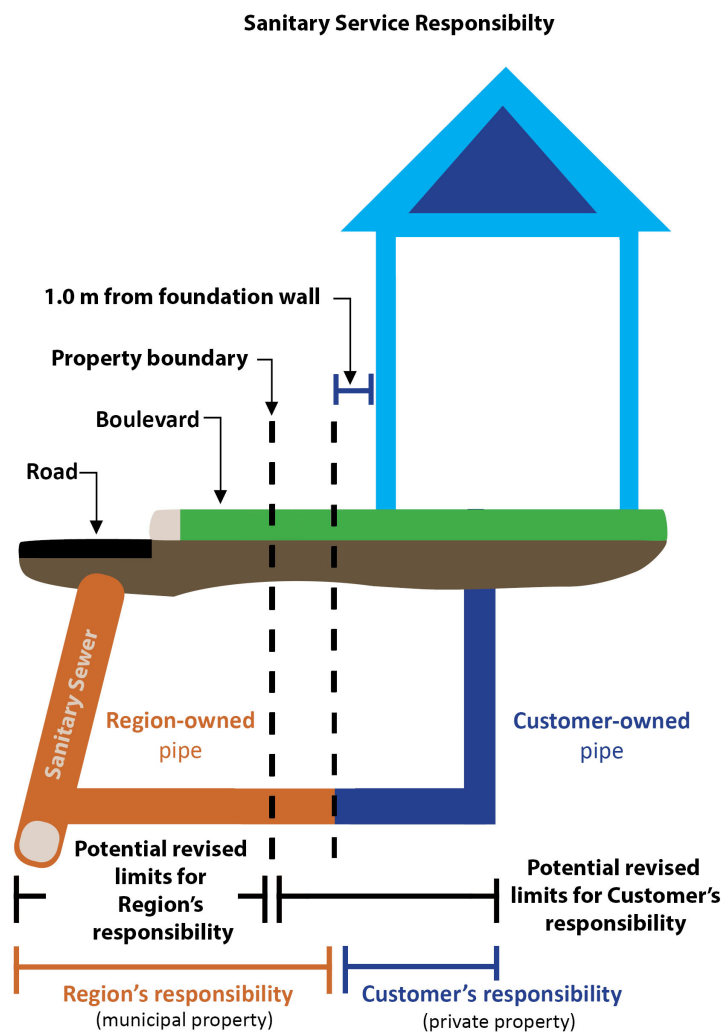 Sanitary Service Responsibilty
1.0 m from foundation wall
Property boundary
Boulevard
Road
Sanitary Sewer
Region-owned
pipe
Customer-owned
pipe
Potential revised
limits for
Region's
responsibility
Potential revised
limits for Customer's
responsibility
Region's responsibility
(municipal property)
Customer's responsibility
(private property)